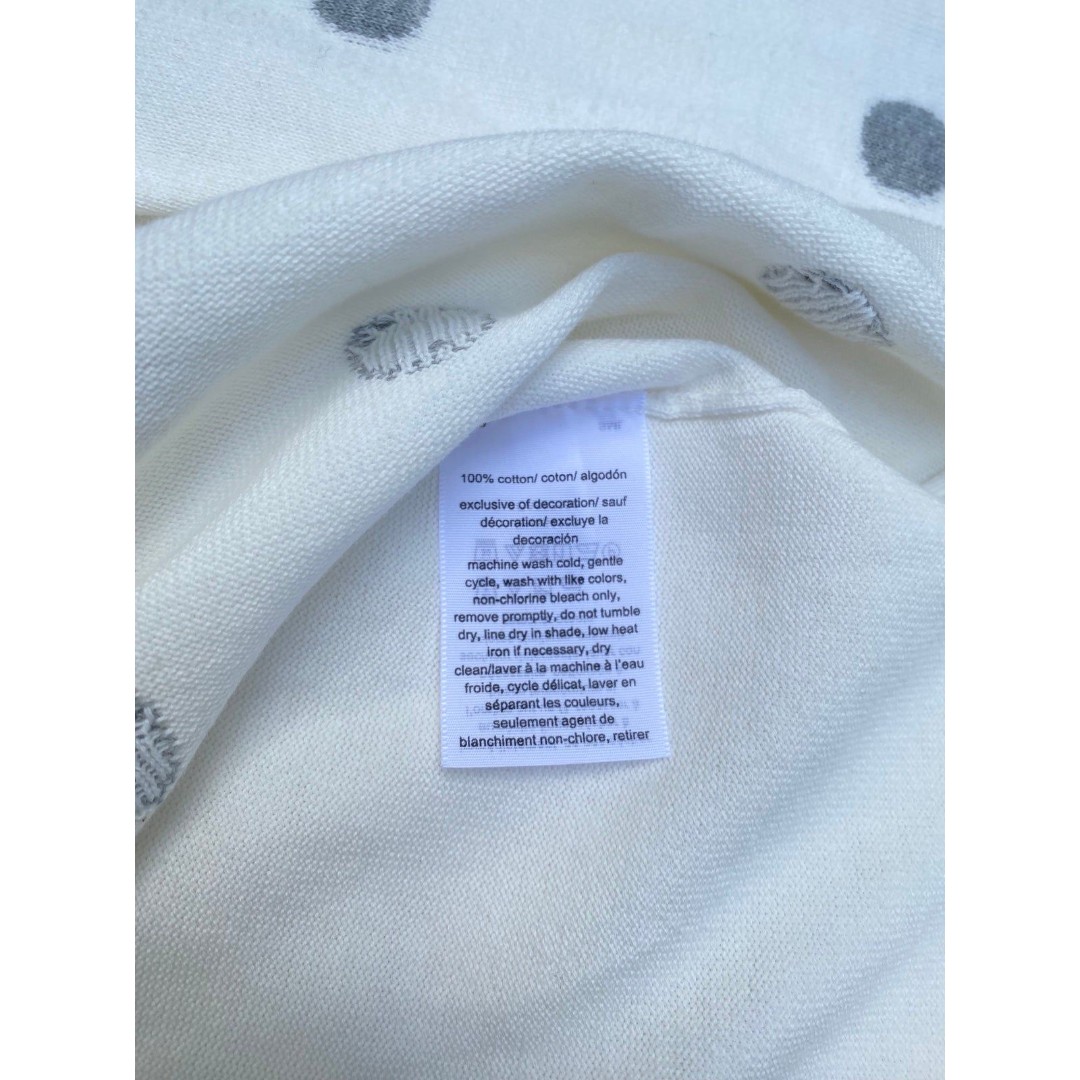 100% cotton/ coton/ algodón
exclusive of decoration/ sauf
décoration/ excluye la
decoración
machine wash cold, gentle
cycle, wash with like colors,
non-chlorine bleach only,
remove promptly, do not tumble
dry, line dry in shade, low heat
iron if necessary, dry
clean/laver à la machine à l'eau
froide, cycle délicat, laver en
séparant les couleurs,
seulement agent de
blanchiment non-chlore, retirer